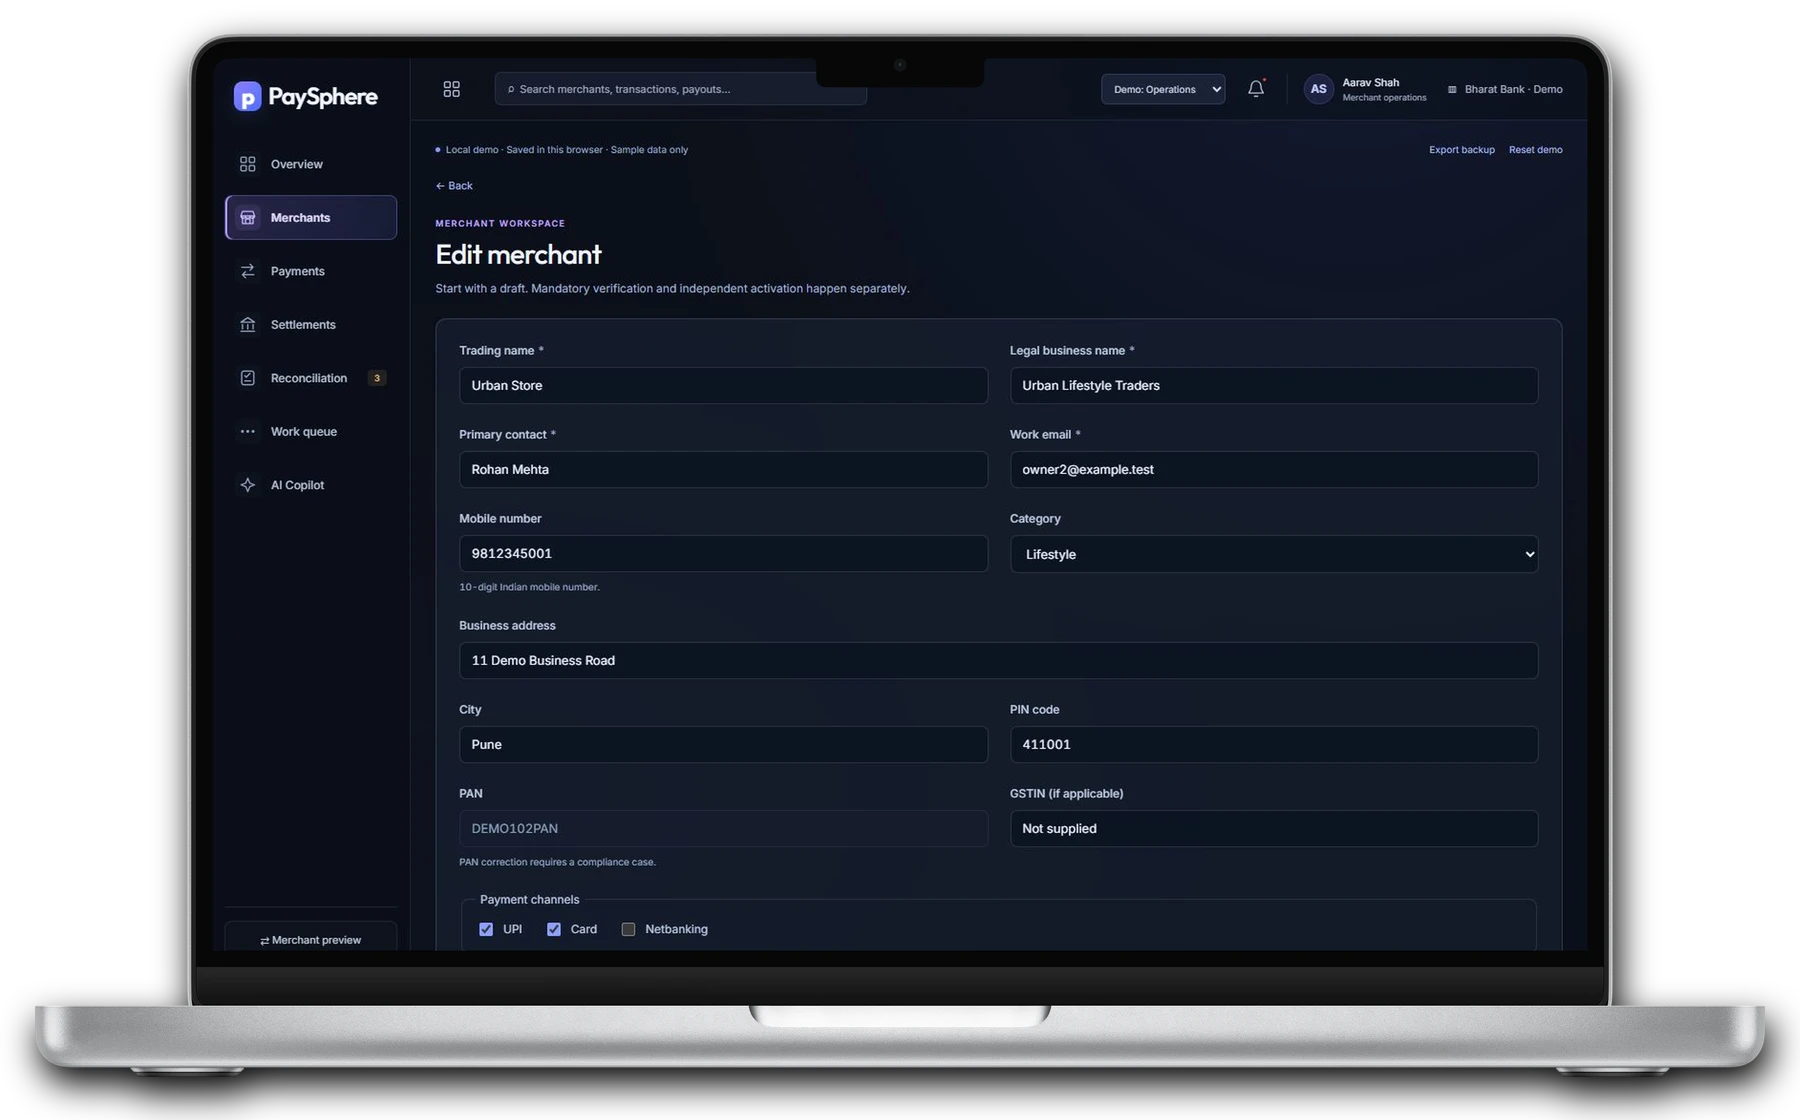 p PaySphere
Search merchants, transactions, payouts...
Demo: Operations
AS
Aarav Shah
Merchant operations
Bharat Bank · Demo
Overview
Merchants
Payments
Settlements
Reconciliation 3
Work queue
AI Copilot
⇄ Merchant preview
Local demo · Saved in this browser · Sample data only
Export backup Reset demo
← Back
MERCHANT WORKSPACE
Edit merchant
Start with a draft. Mandatory verification and independent activation happen separately.
Trading name * Legal business name *
Urban Store Urban Lifestyle Traders
Primary contact * Work email *
Rohan Mehta owner2@example.test
Mobile number Category
9812345001 Lifestyle
10-digit Indian mobile number.
Business address
11 Demo Business Road
City PIN code
Pune 411001
PAN GSTIN (if applicable)
DEMO102PAN Not supplied
PAN correction requires a compliance case.
Payment channels
UPI Card Netbanking